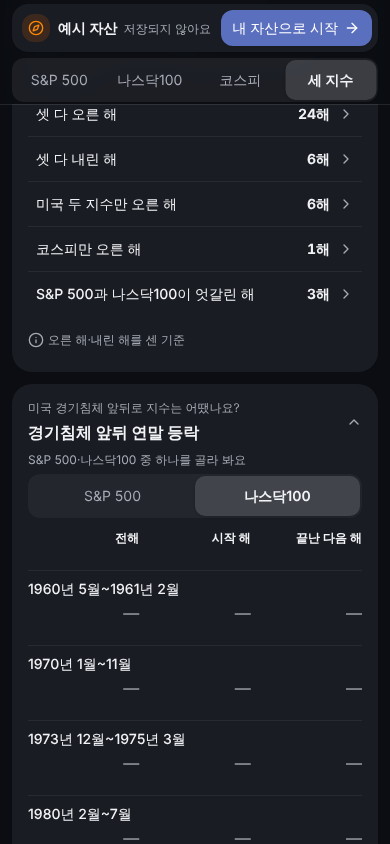 예시 자산 저장되지 않아요 내 자산으로 시작 →
S&P 500 나스닥100 코스피 세 지수
셋 다 오른 해 24해
셋 다 내린 해 6해
미국 두 지수만 오른 해 6해
코스피만 오른 해 1해
S&P 500과 나스닥100이 엇갈린 해 3해
오른 해·내린 해를 센 기준
미국 경기침체 앞뒤로 지수는 어땠나요?
경기침체 앞뒤 연말 등락
S&P 500·나스닥100 중 하나를 골라 봐요
S&P 500 나스닥100
전해 시작 해 끝난 다음 해
1960년 5월~1961년 2월
— — —
1970년 1월~11월
— — —
1973년 12월~1975년 3월
— — —
1980년 2월~7월
— — —